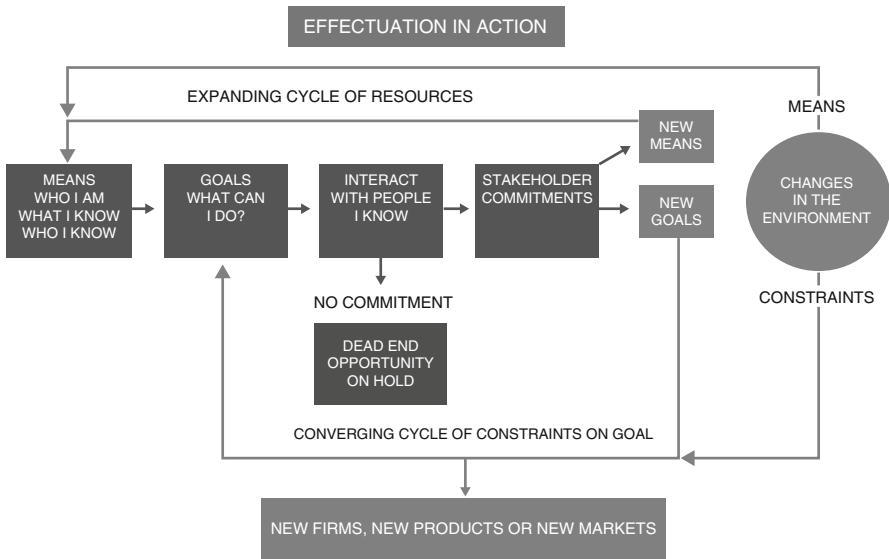 EFFECTUATION IN ACTION
EXPANDING CYCLE OF RESOURCES
MEANS
NEW
MEANS
MEANS
WHO I AM
WHAT I KNOW
WHO I KNOW
GOALS
WHAT CAN
I DO?
INTERACT
WITH PEOPLE
I KNOW
STAKEHOLDER
COMMITMENTS
NEW
GOALS
CHANGES
IN THE
ENVIRONMENT
NO COMMITMENT
CONSTRAINTS
DEAD END
OPPORTUNITY
ON HOLD
CONVERGING CYCLE OF CONSTRAINTS ON GOAL
NEW FIRMS, NEW PRODUCTS OR NEW MARKETS